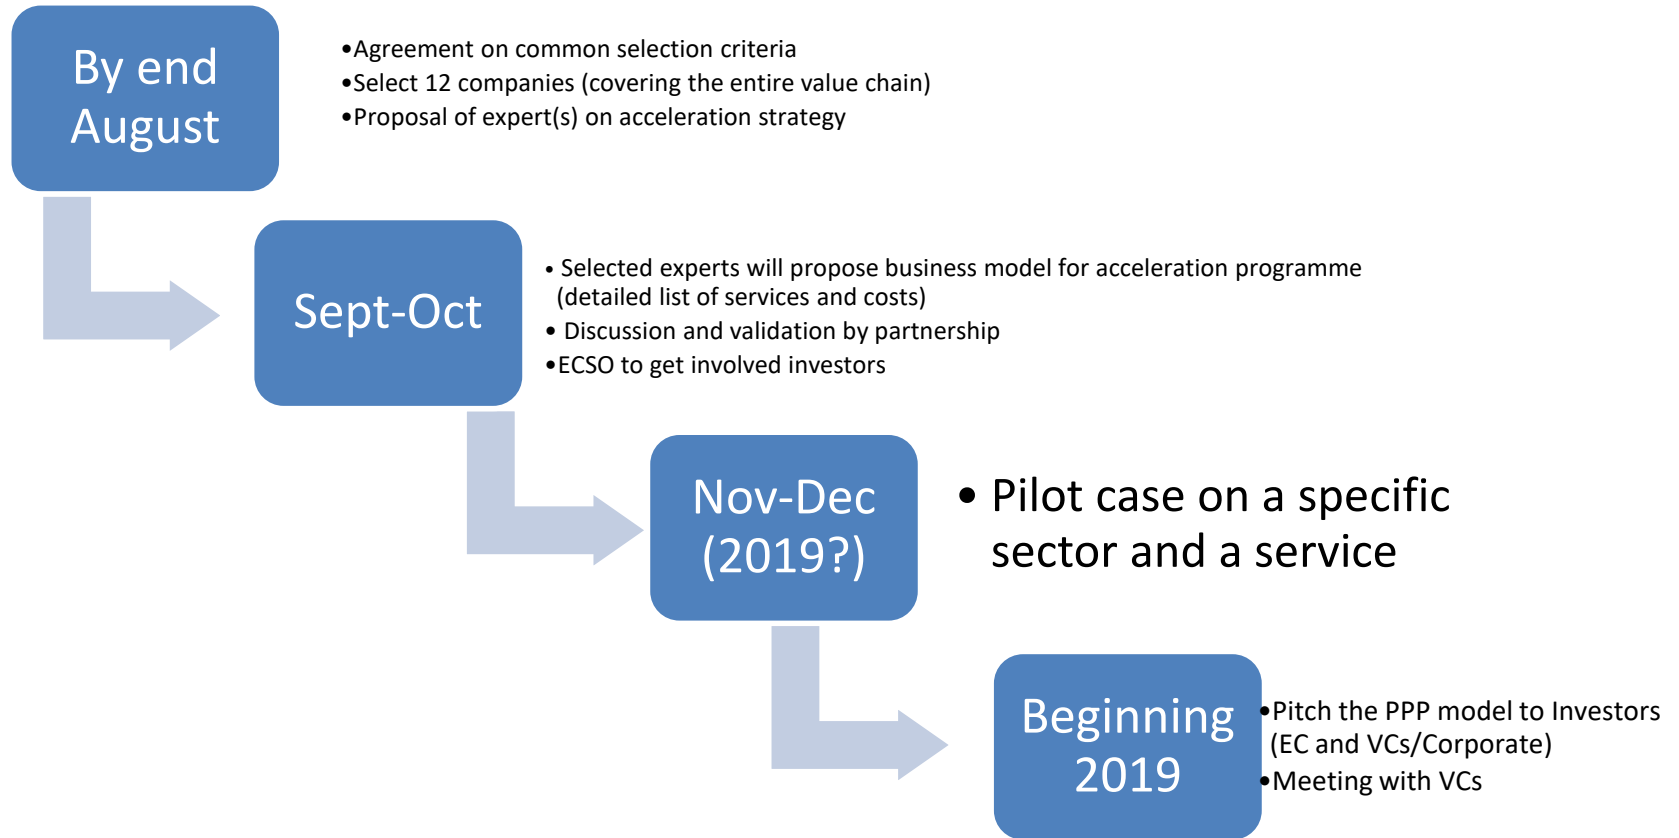 By end
August
•Agreement on common selection criteria
•Select 12 companies (covering the entire value chain)
•Proposal of expert(s) on acceleration strategy
Sept-Oct
• Selected experts will propose business model for acceleration programme
(detailed list of services and costs)
• Discussion and validation by partnership
•ECSO to get involved investors
Nov-Dec
(2019?)
• Pilot case on a specific
sector and a service
Beginning
2019
•Pitch the PPP model to Investors
(EC and VCs/Corporate)
•Meeting with VCs